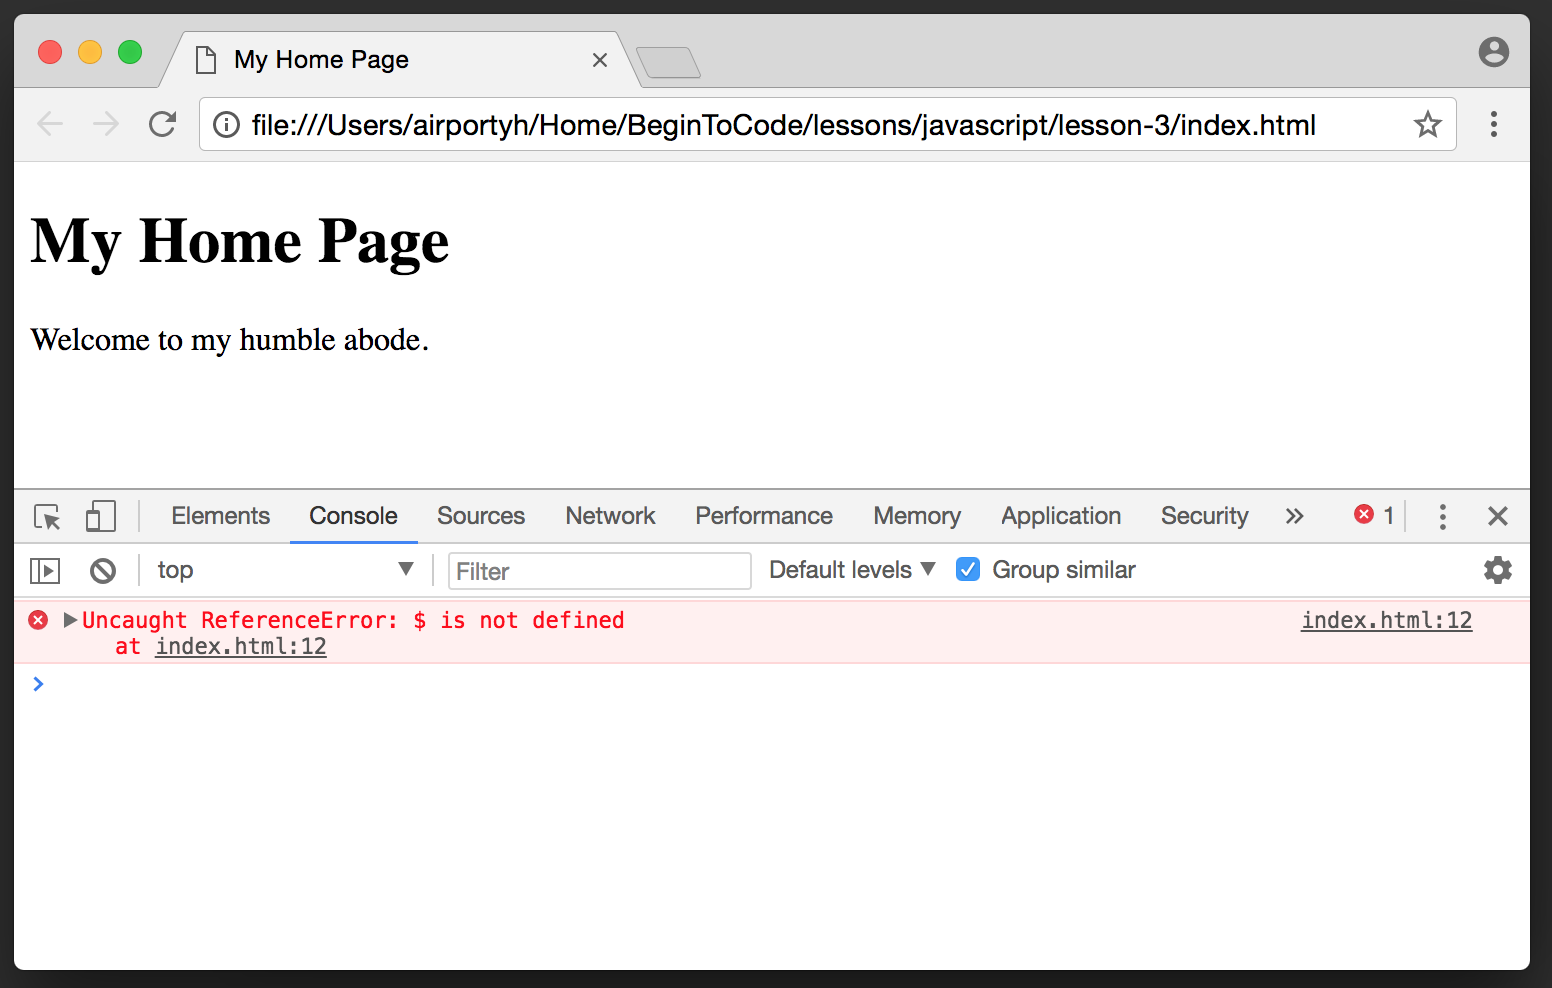 My Home Page
file:///Users/airportyh/Home/BeginToCode/lessons/javascript/lesson-3/index.html
My Home Page
Welcome to my humble abode.
Elements Console Sources Network Performance Memory Application Security » 1
top Filter Default levels Group similar
Uncaught ReferenceError: $ is not defined index.html:12
at index.html:12